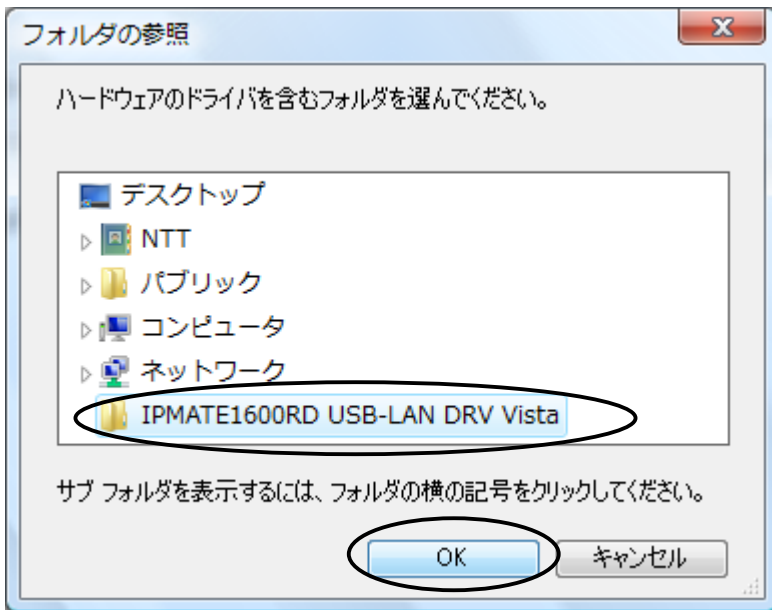 フォルダの参照
ハードウェアのドライバを含むフォルダを選んでください。
デスクトップ
NTT
パブリック
コンピュータ
ネットワーク
IPMATE1600RD USB-LAN DRV Vista
サブ フォルダを表示するには、フォルダの横の記号をクリックしてください。
OK
キャンセル